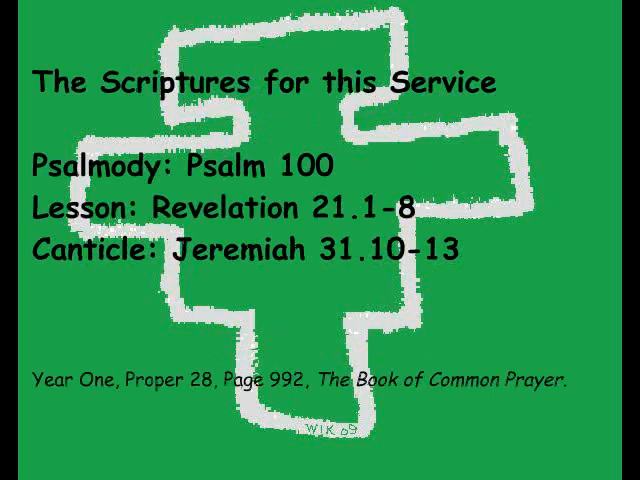 The Scriptures for this Service
Psalmody: Psalm 100
Lesson: Revelation 21.1-8
Canticle: Jeremiah 31.10-13
Year One, Proper 28, Page 992, The Book of Common Prayer.
WIK 09